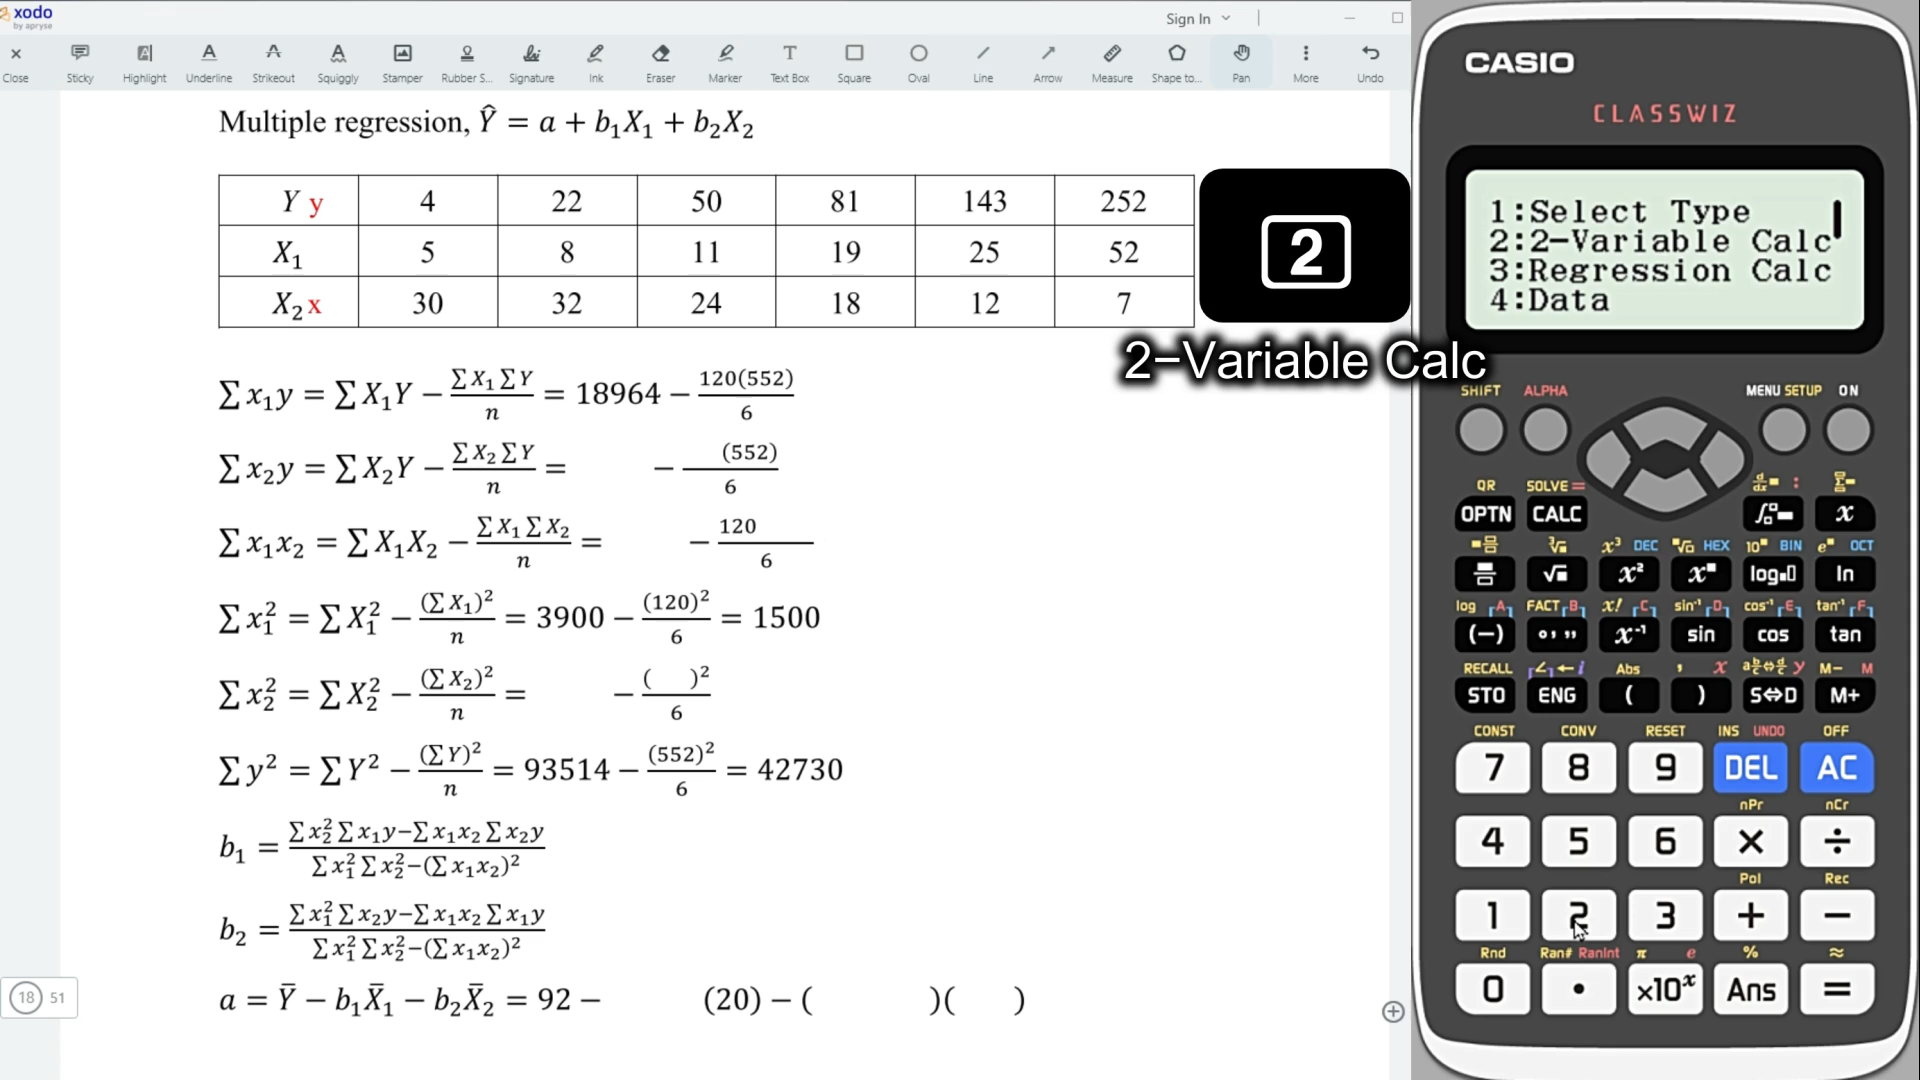 xodo
by apryse
Sign In
Close Sticky Highlight Underline Strikeout Squiggly Stamper Rubber S... Signature Ink Eraser Marker Text Box Square Oval Line Arrow Measure Shape to... Pan More Undo
Multiple regression, Ŷ = a + b₁X₁ + b₂X₂
Y y 4 22 50 81 143 252
X₁ 5 8 11 19 25 52
X₂ x 30 32 24 18 12 7
2
2−Variable Calc
∑x₁y = ∑X₁Y − ∑X₁∑Y/n = 18964 − 120(552)/6
∑x₂y = ∑X₂Y − ∑X₂∑Y/n = − (552)/6
∑x₁x₂ = ∑X₁X₂ − ∑X₁∑X₂/n = − 120/6
∑x₁² = ∑X₁² − (∑X₁)²/n = 3900 − (120)²/6 = 1500
∑x₂² = ∑X₂² − (∑X₂)²/n = − ( )²/6
∑y² = ∑Y² − (∑Y)²/n = 93514 − (552)²/6 = 42730
b₁ = ∑x₂²∑x₁y−∑x₁x₂∑x₂y / ∑x₁²∑x₂²−(∑x₁x₂)²
b₂ = ∑x₁²∑x₂y−∑x₁x₂∑x₁y / ∑x₁²∑x₂²−(∑x₁x₂)²
a = Ȳ − b₁X̄₁ − b₂X̄₂ = 92 − (20) − ( )( )
18 51
CASIO
CLASSWIZ
1:Select Type
2:2−Variable Calc
3:Regression Calc
4:Data
SHIFT ALPHA MENU SETUP ON
QR SOLVE =
OPTN CALC x
x³ DEC HEX 10■ BIN e■ OCT
√■ x² x■ log■□ ln
log A FACT B x! C sin⁻¹ D cos⁻¹ E tan⁻¹ F
(−) ° ’ ” x⁻¹ sin cos tan
RECALL ∠ ← i Abs , x a b/c⇔d/c y M− M
STO ENG ( ) S⇔D M+
CONST CONV RESET INS UNDO OFF
7 8 9 DEL AC
nPr nCr
4 5 6 × ÷
Pol Rec
1 2 3 + −
Rnd Ran# RanInt π e % ≈
0 • ×10ˣ Ans =